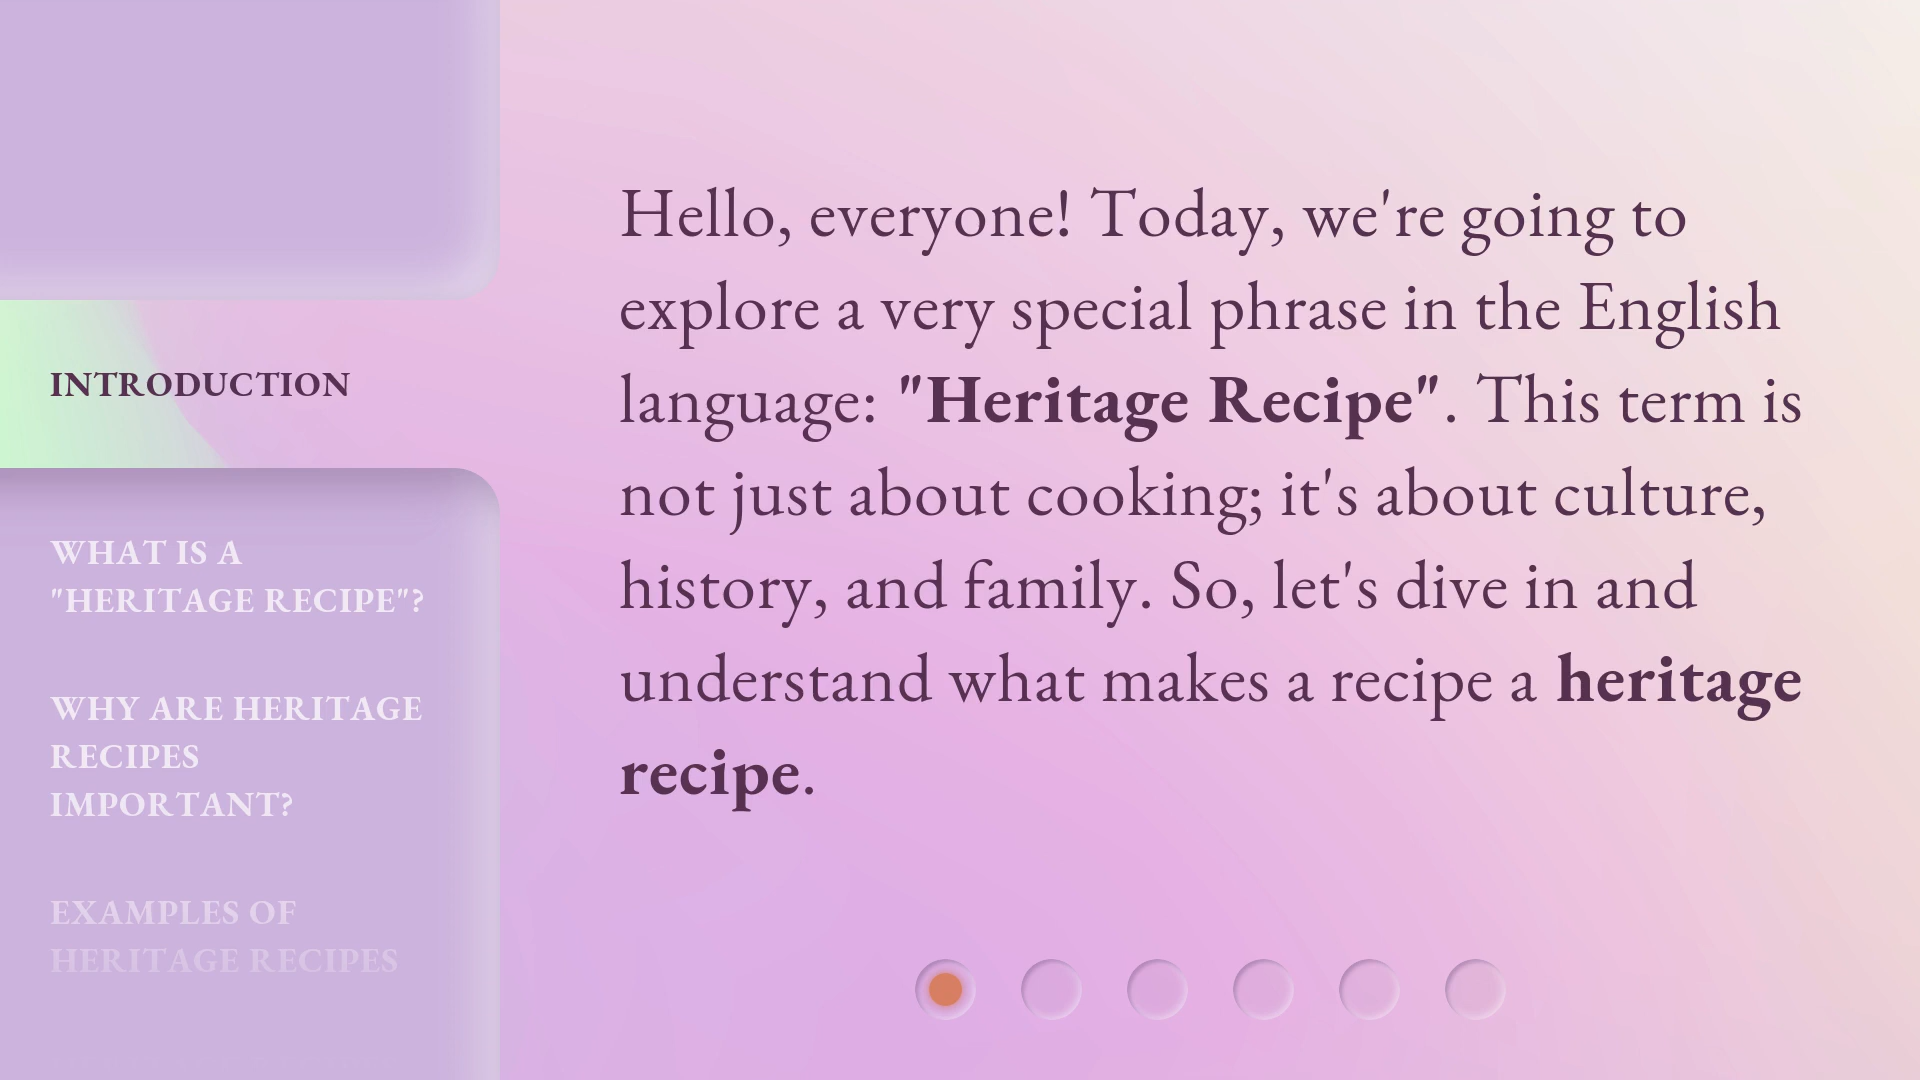 INTRODUCTION
WHAT IS A
"HERITAGE RECIPE"?
WHY ARE HERITAGE
RECIPES
IMPORTANT?
EXAMPLES OF
HERITAGE RECIPES
Hello, everyone! Today, we're going to
explore a very special phrase in the English
language: "Heritage Recipe". This term is
not just about cooking; it's about culture,
history, and family. So, let's dive in and
understand what makes a recipe a heritage
recipe.